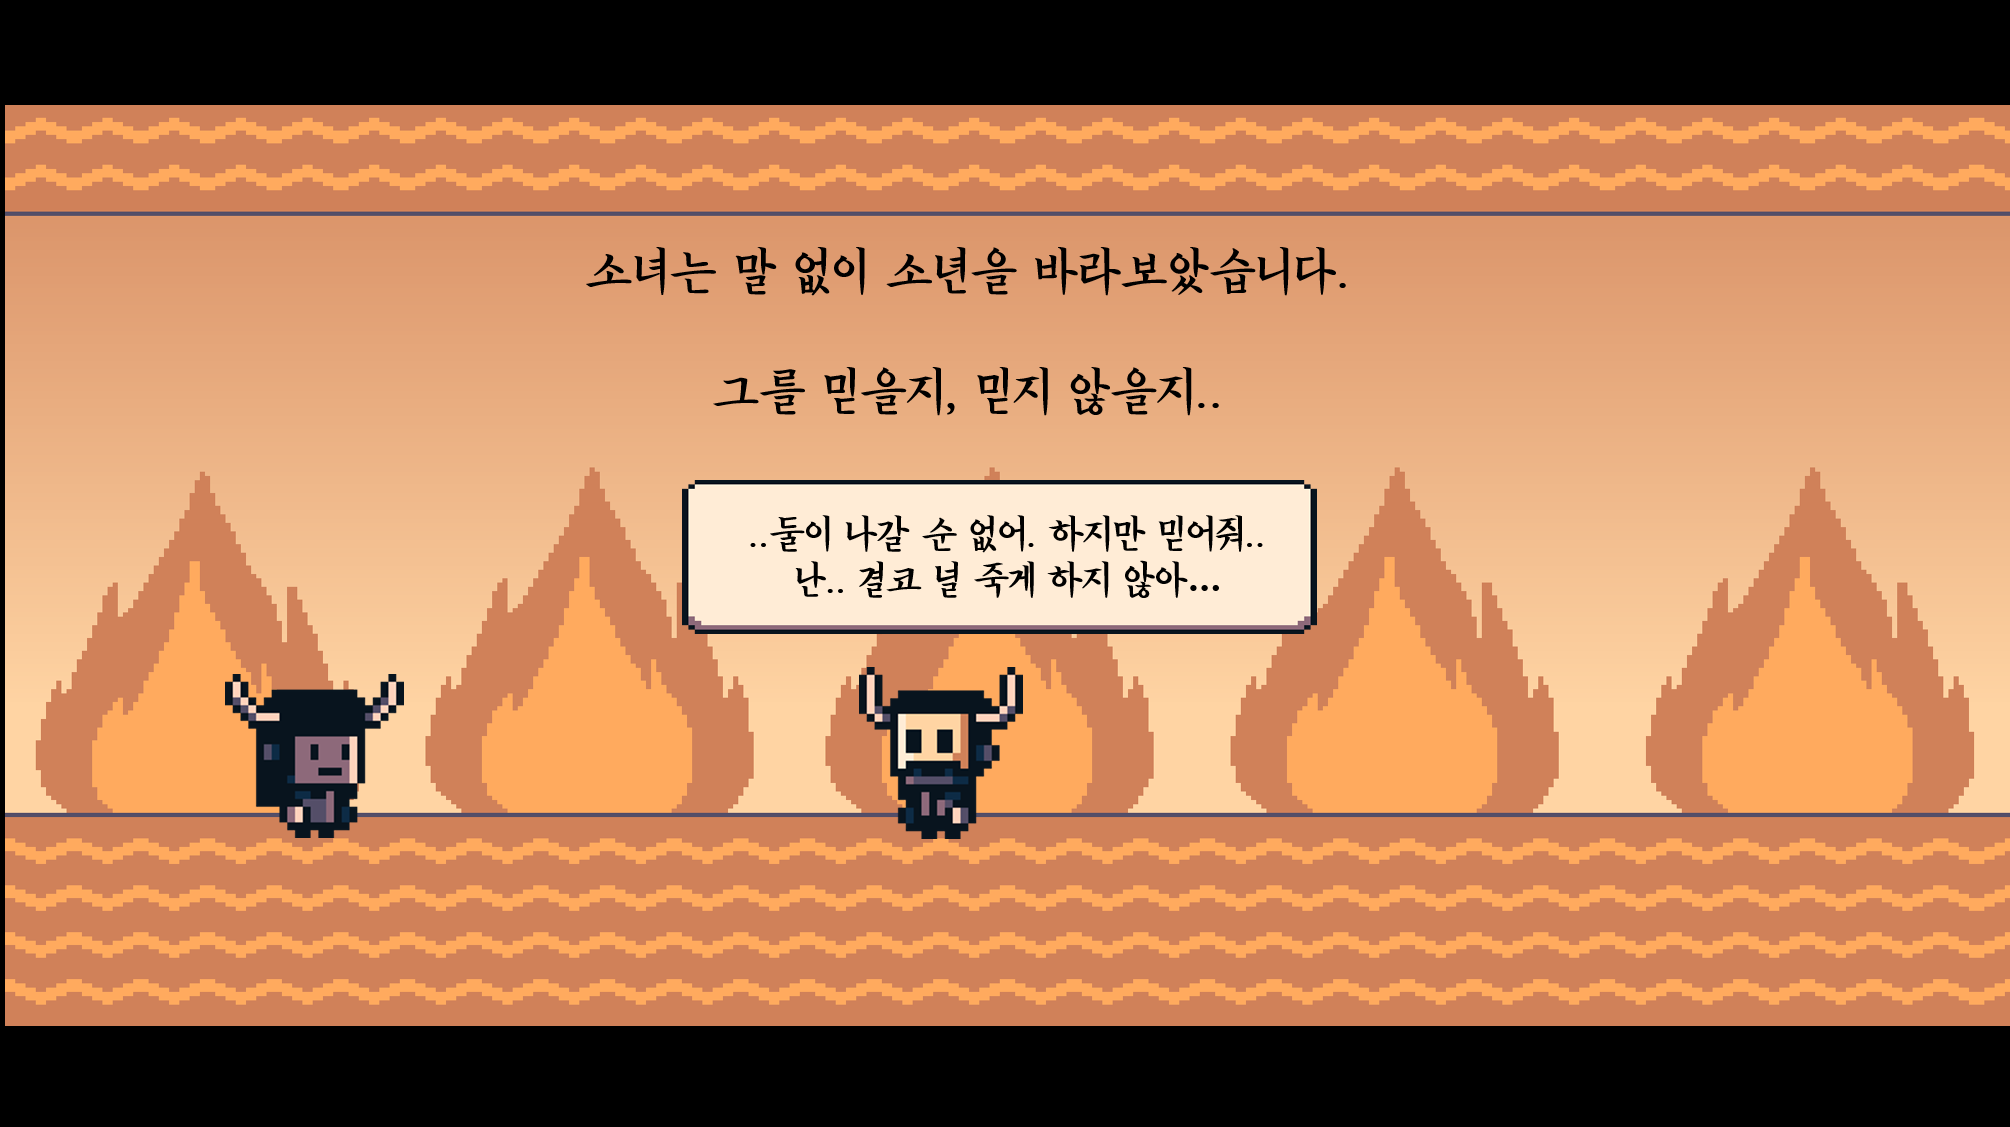 소녀는 말 없이 소년을 바라보았습니다.
그를 믿을지, 믿지 않을지..
..둘이 나갈 순 없어. 하지만 믿어줘..
난.. 결코 널 죽게 하지 않아...